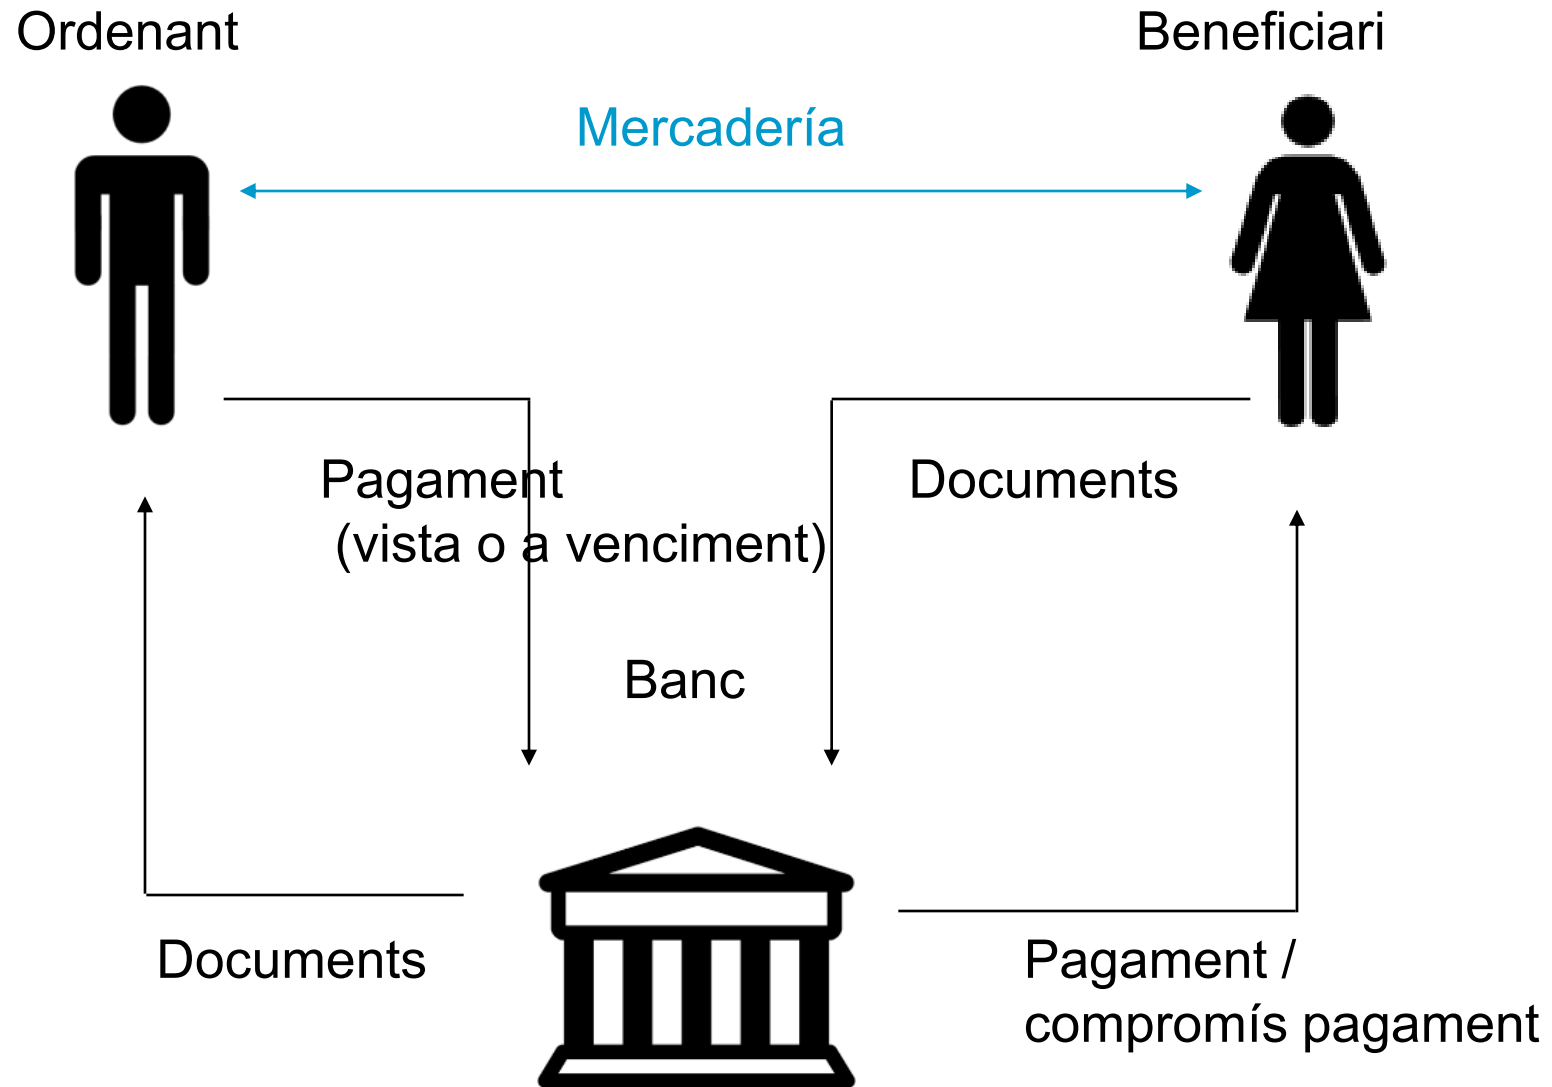 Ordenant
Beneficiari
Mercadería
Pagament
(vista o a venciment)
Documents
Banc
Documents
Pagament /
compromís pagament